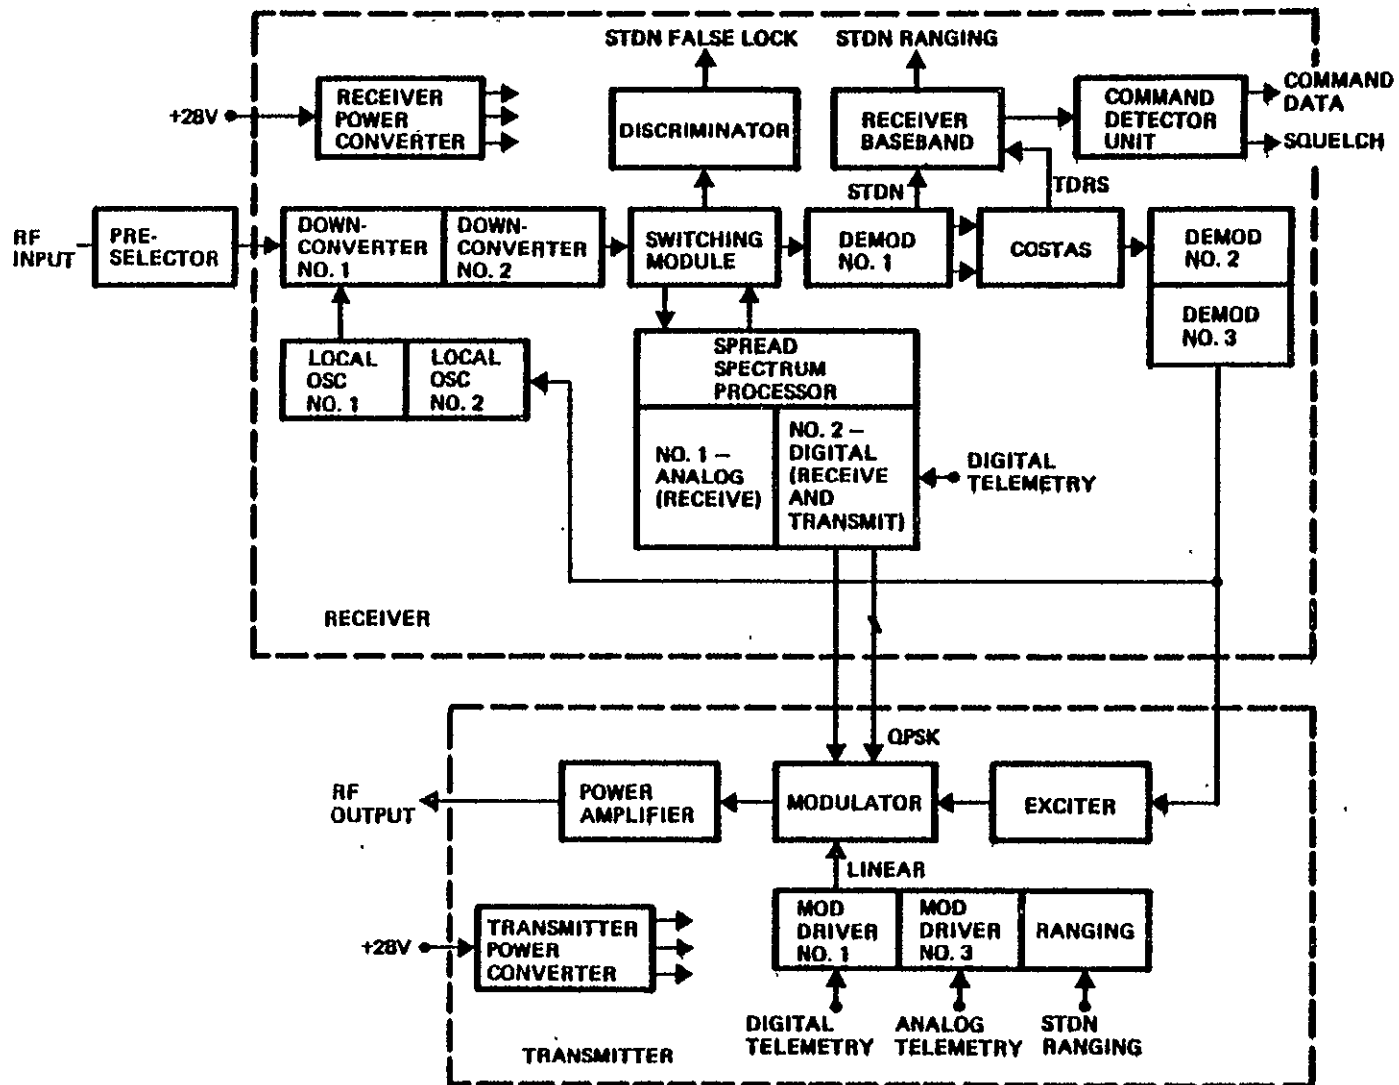 STDN FALSE LOCK
STDN RANGING
+28V
RECEIVER
POWER
CONVERTER
DISCRIMINATOR
RECEIVER
BASEBAND
COMMAND
DETECTOR
UNIT
COMMAND
DATA
SQUELCH
STDN
TDRS
RF
INPUT
PRE-
SELECTOR
DOWN-
CONVERTER
NO. 1
DOWN-
CONVERTER
NO. 2
SWITCHING
MODULE
DEMOD
NO. 1
COSTAS
DEMOD
NO. 2
DEMOD
NO. 3
LOCAL
OSC
NO. 1
LOCAL
OSC
NO. 2
SPREAD
SPECTRUM
PROCESSOR
NO. 1 –
ANALOG
(RECEIVE)
NO. 2 –
DIGITAL
(RECEIVE
AND
TRANSMIT)
DIGITAL
TELEMETRY
RECEIVER
QPSK
RF
OUTPUT
POWER
AMPLIFIER
MODULATOR
EXCITER
LINEAR
+28V
TRANSMITTER
POWER
CONVERTER
MOD
DRIVER
NO. 1
MOD
DRIVER
NO. 3
RANGING
DIGITAL
TELEMETRY
ANALOG
TELEMETRY
STDN
RANGING
TRANSMITTER